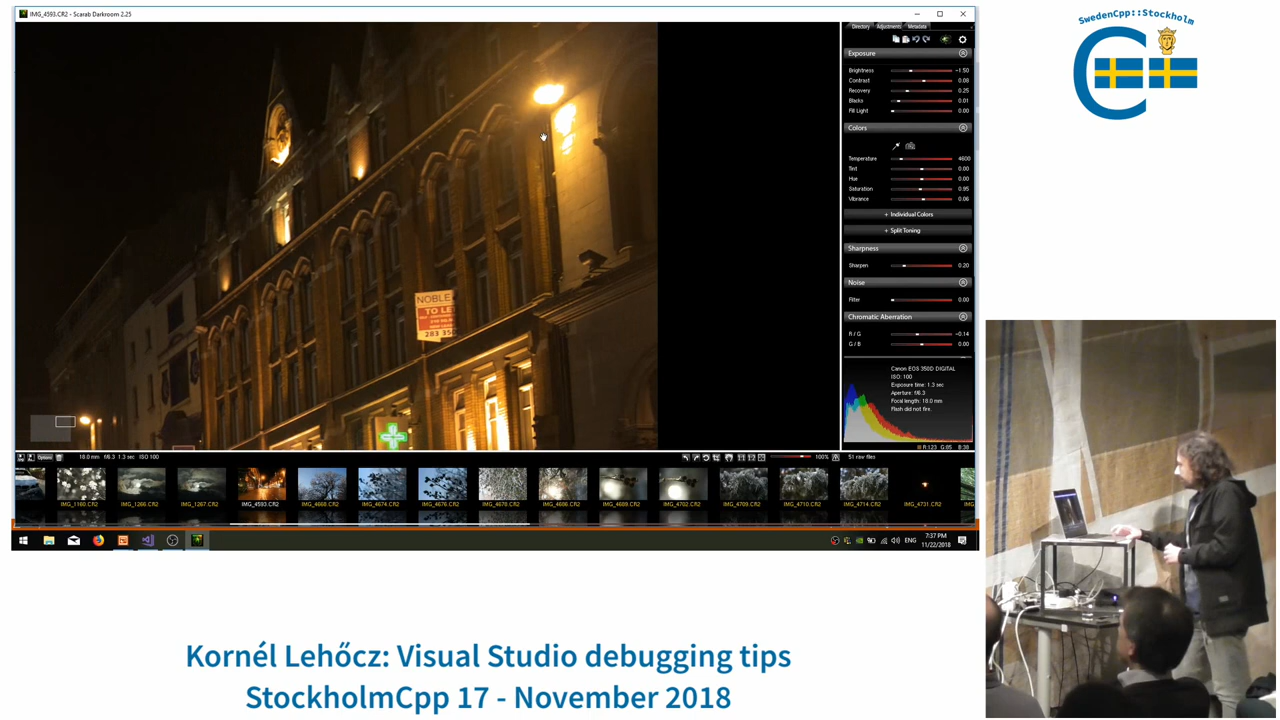 IMG_4593.CR2 - Scarab Darkroom 2.25
SwedenCpp::Stockholm
Directory Adjustments Metadata
Exposure
Brightness -1.50
Contrast 0.08
Recovery 0.25
Blacks 0.01
Fill Light 0.00
Colors
Temperature 4600
Tint 0.00
Hue 0.00
Saturation 0.95
Vibrance 0.06
+ Individual Colors
+ Split Toning
Sharpness
Sharpen 0.20
Noise
Filter 0.00
Chromatic Aberration
R / G -0.14
G / B 0.00
Canon EOS 350D DIGITAL
ISO: 100
Exposure time: 1.3 sec
Aperture: f/6.3
Focal length: 18.0 mm
Flash did not fire.
R:123 G:85 B:38
NOBLE
TO LE
283 35
Options 18.0 mm f/6.3 1.3 sec ISO 100 100% 51 raw files
IMG_1160.CR2 IMG_1266.CR2 IMG_1267.CR2 IMG_4593.CR2 IMG_4668.CR2 IMG_4674.CR2 IMG_4676.CR2 IMG_4678.CR2 IMG_4686.CR2 IMG_4689.CR2 IMG_4702.CR2 IMG_4709.CR2 IMG_4710.CR2 IMG_4714.CR2 IMG_4731.CR2
ENG 7:37 PM
11/22/2018
Kornél Lehőcz: Visual Studio debugging tips
StockholmCpp 17 - November 2018